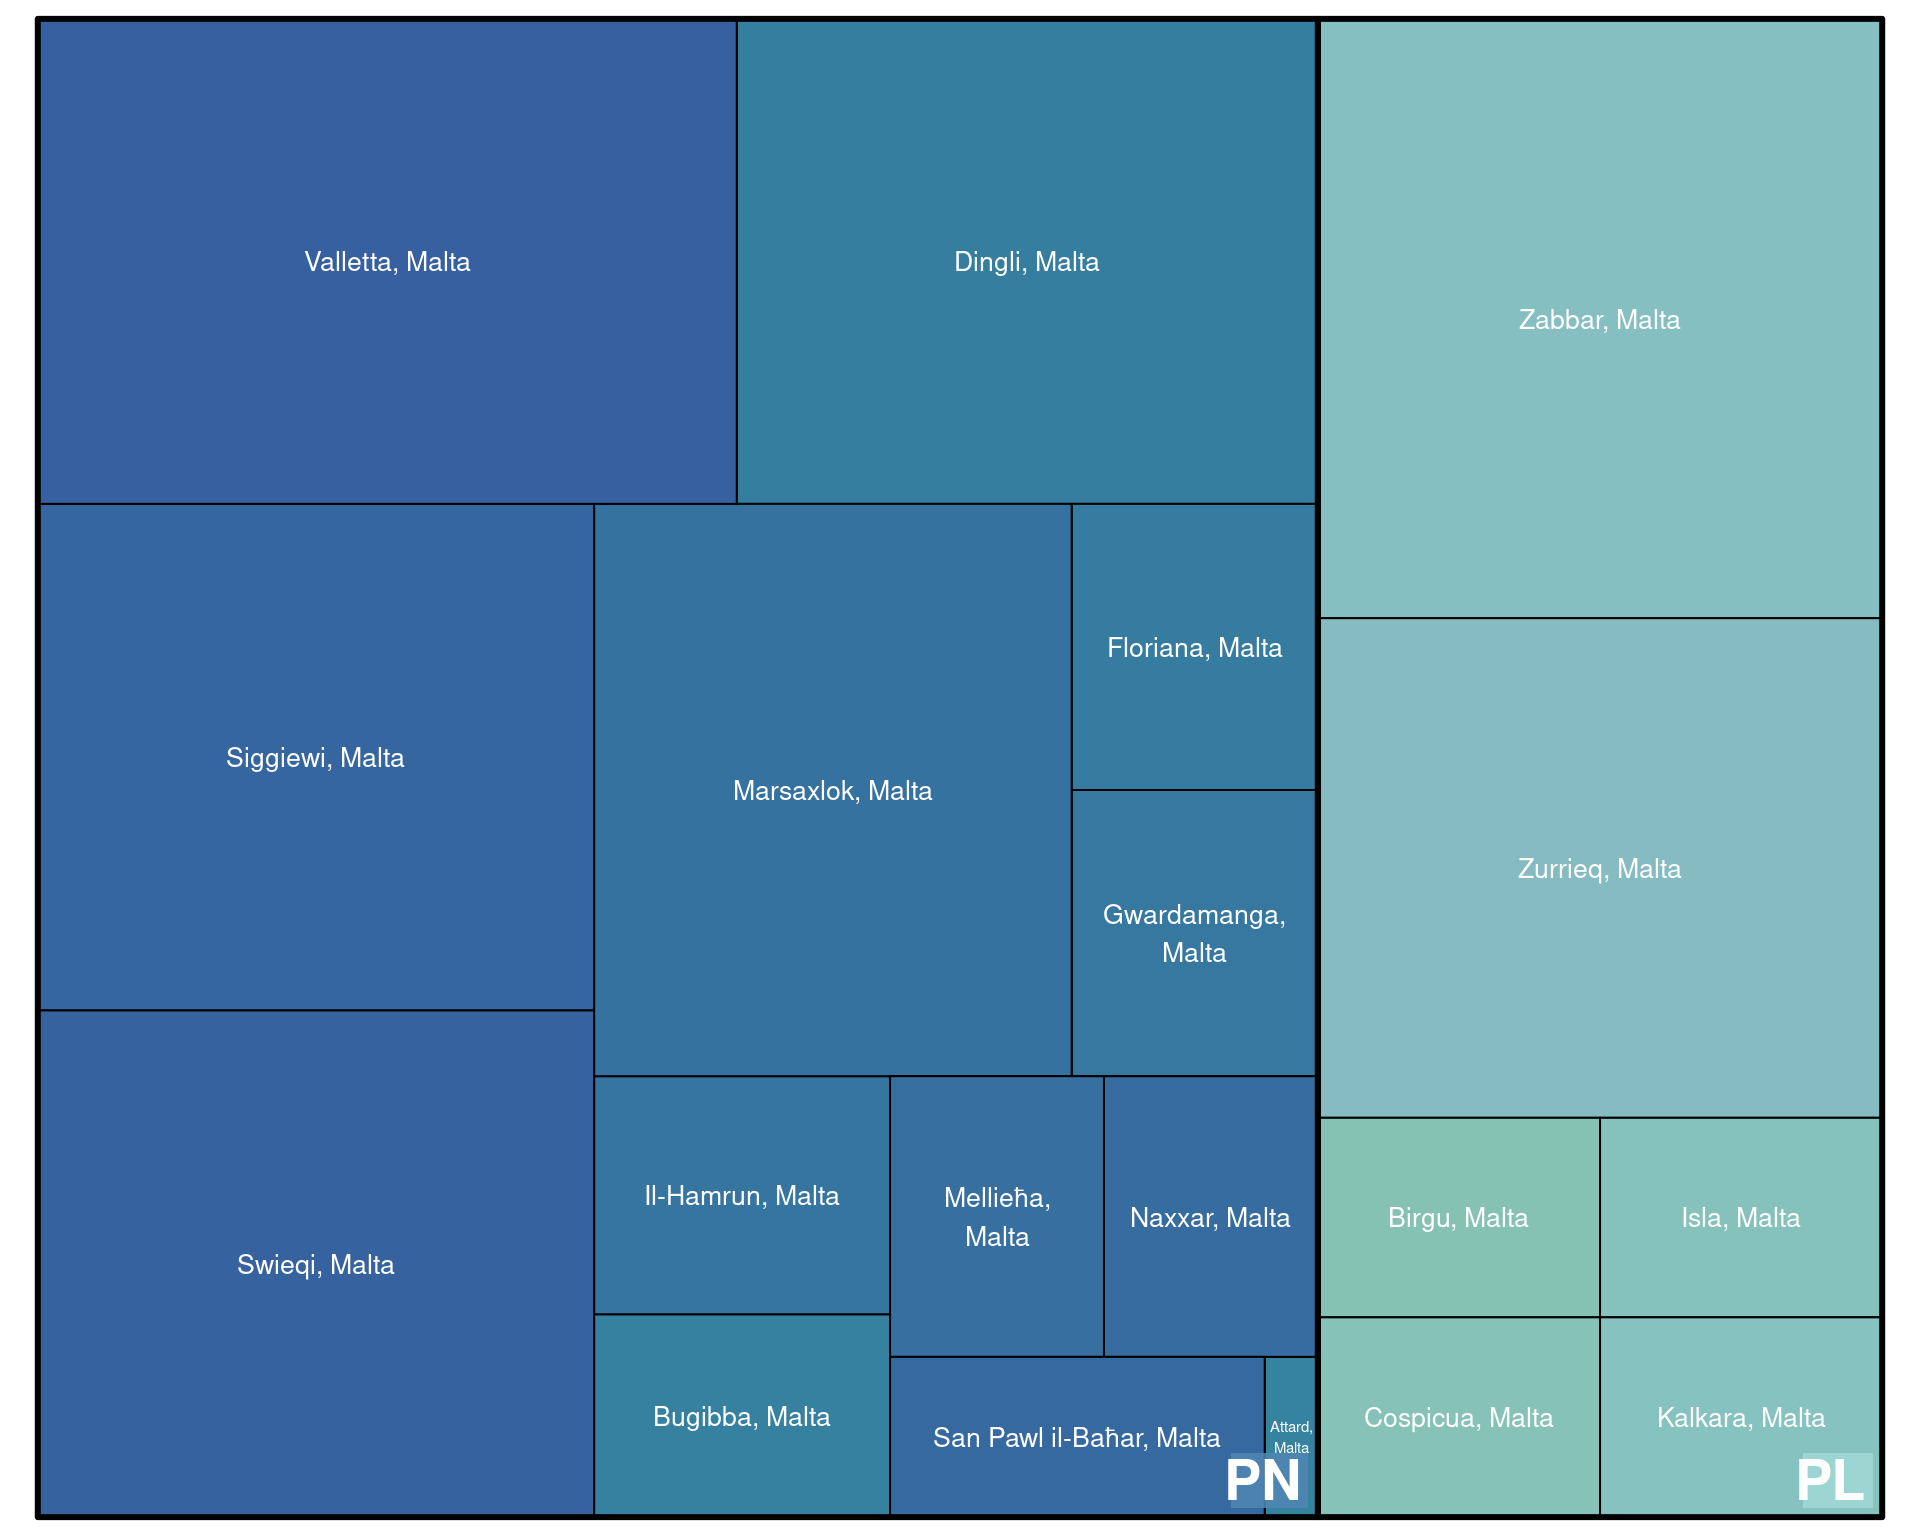 Valletta, Malta
Dingli, Malta
Zabbar, Malta
Siggiewi, Malta
Marsaxlok, Malta
Floriana, Malta
Gwardamanga,
Malta
Zurrieq, Malta
Swieqi, Malta
Il-Hamrun, Malta
Mellieħa,
Malta
Naxxar, Malta
Birgu, Malta
Isla, Malta
Bugibba, Malta
San Pawl il-Baħar, Malta
Attard,
Malta
PN
Cospicua, Malta
Kalkara, Malta
PL